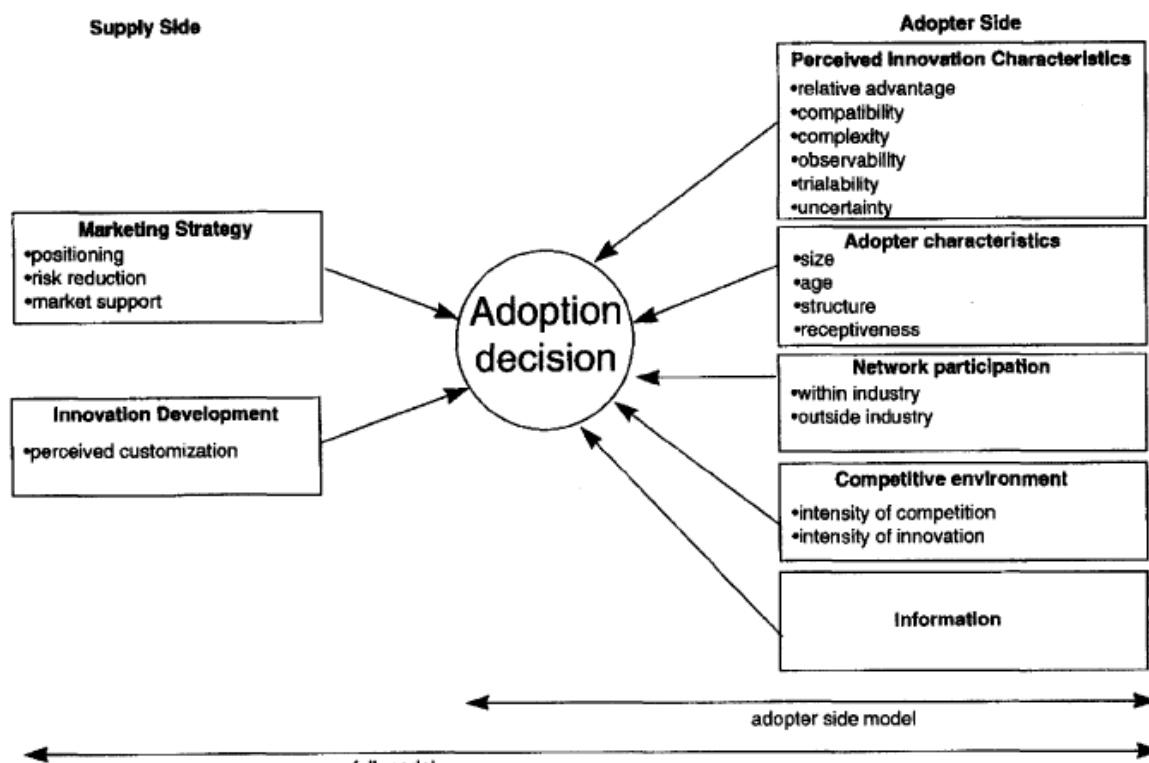 Supply Side
Adopter Side
Perceived Innovation Characteristics
•relative advantage
•compatibility
•complexity
•observability
•trialability
•uncertainty
Marketing Strategy
•positioning
•risk reduction
•market support
Adopter characteristics
•size
•age
•structure
•receptiveness
Adoption
decision
Network participation
•within industry
•outside industry
Innovation Development
•perceived customization
Competitive environment
•intensity of competition
•intensity of innovation
Information
adopter side model